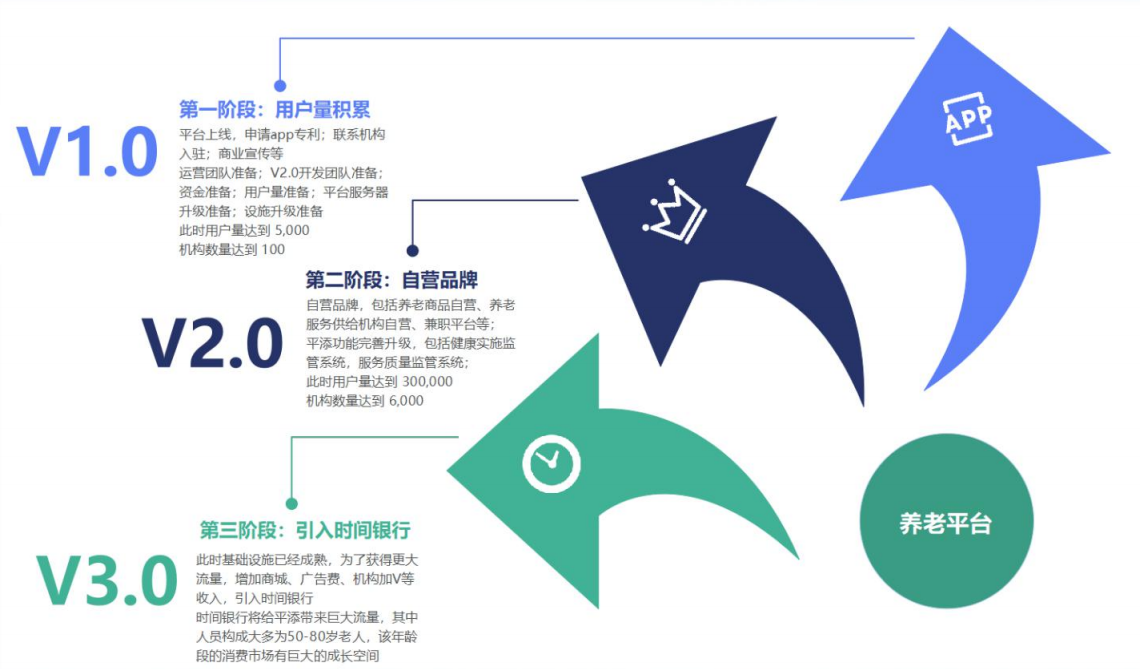 V1.0
第一阶段：用户量积累
平台上线，申请app专利；联系机构
入驻；商业宣传等
运营团队准备；V2.0开发团队准备；
资金准备；用户量准备；平台服务器
升级准备；设施升级准备
此时用户量达到 5,000
机构数量达到 100
APP
V2.0
第二阶段：自营品牌
自营品牌，包括养老商品自营、养老
服务供给机构自营、兼职平台等；
平添功能完善升级，包括健康实施监
管系统，服务质量监管系统；
此时用户量达到 300,000
机构数量达到 6,000
V3.0
第三阶段：引入时间银行
此时基础设施已经成熟，为了获得更大
流量，增加商城、广告费、机构加V等
收入，引入时间银行
时间银行将给平添带来巨大流量，其中
人员构成大多为50-80岁老人，该年龄
段的消费市场有巨大的成长空间
养老平台